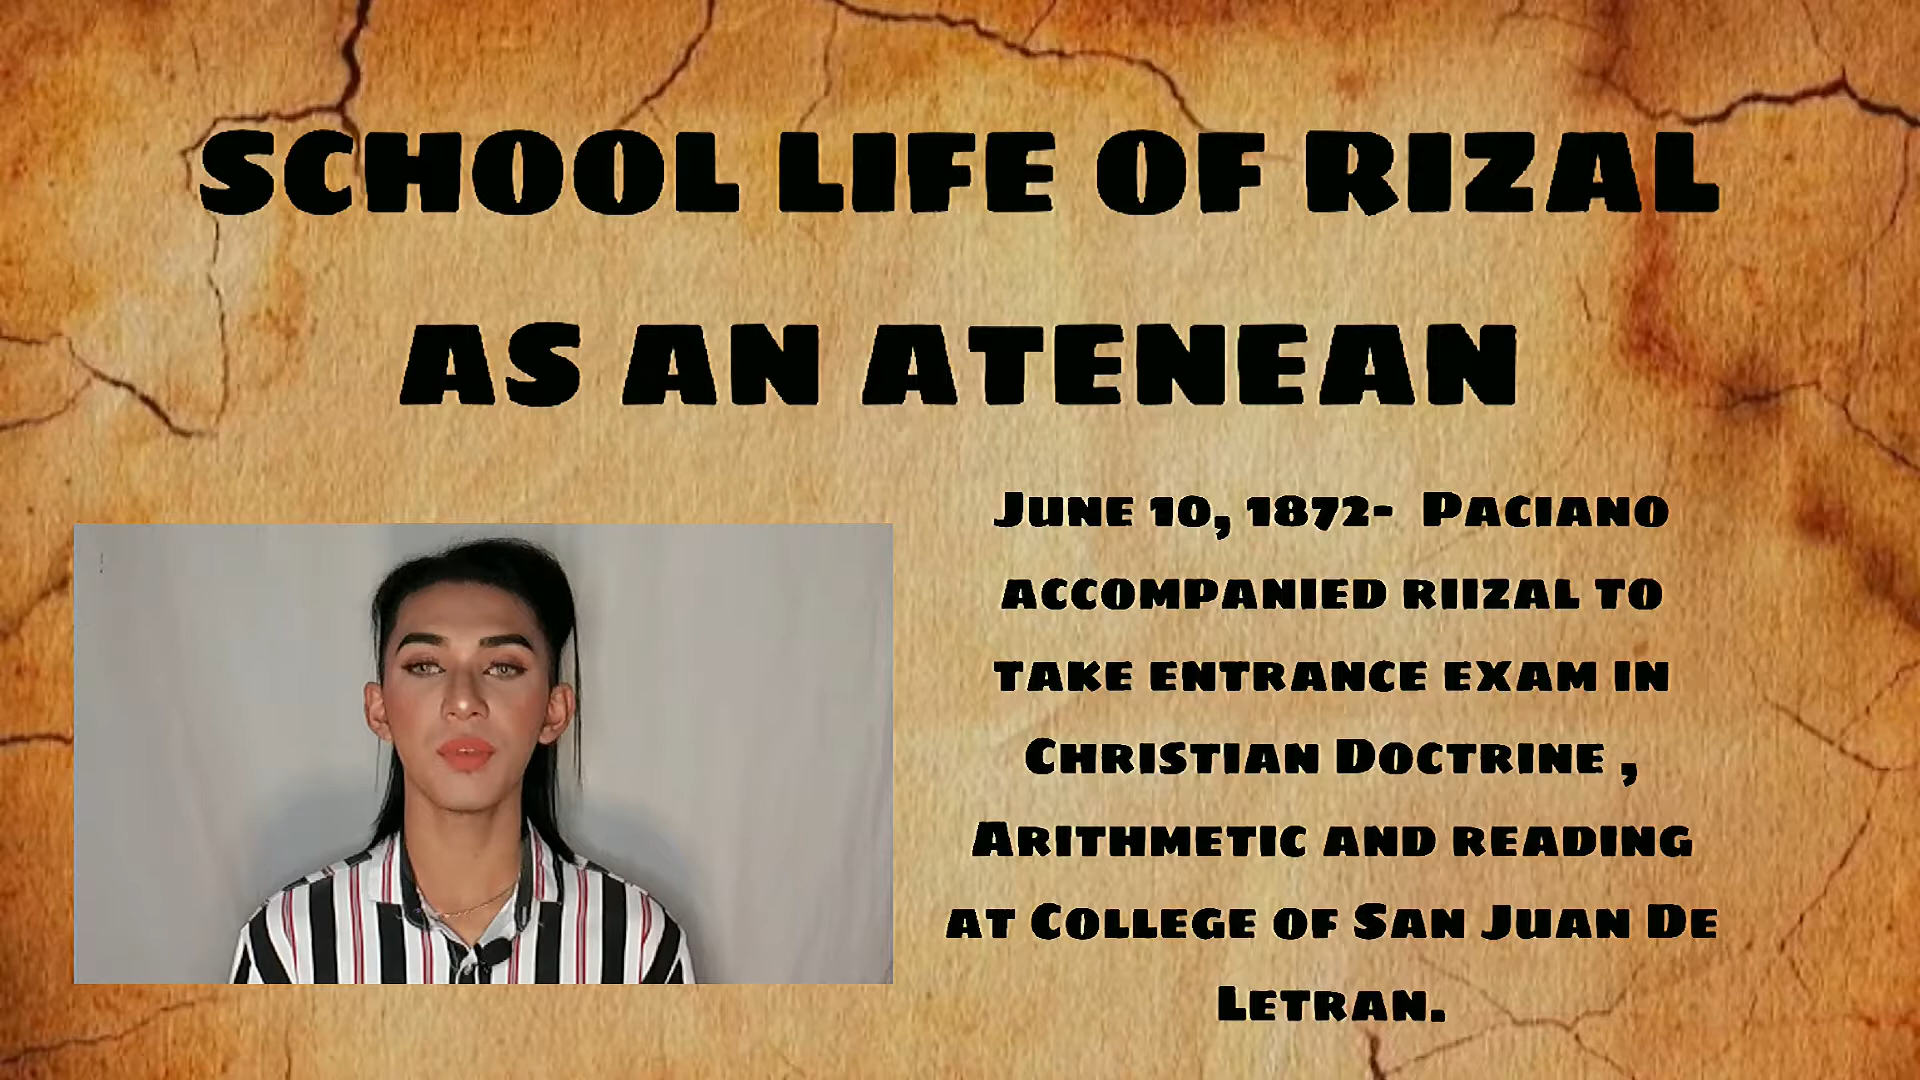 SCHOOL LIFE OF RIZAL
AS AN ATENEAN
June 10, 1872- Paciano
accompanied riizal to
take entrance exam in
Christian Doctrine ,
Arithmetic and reading
at College of San Juan De
Letran.